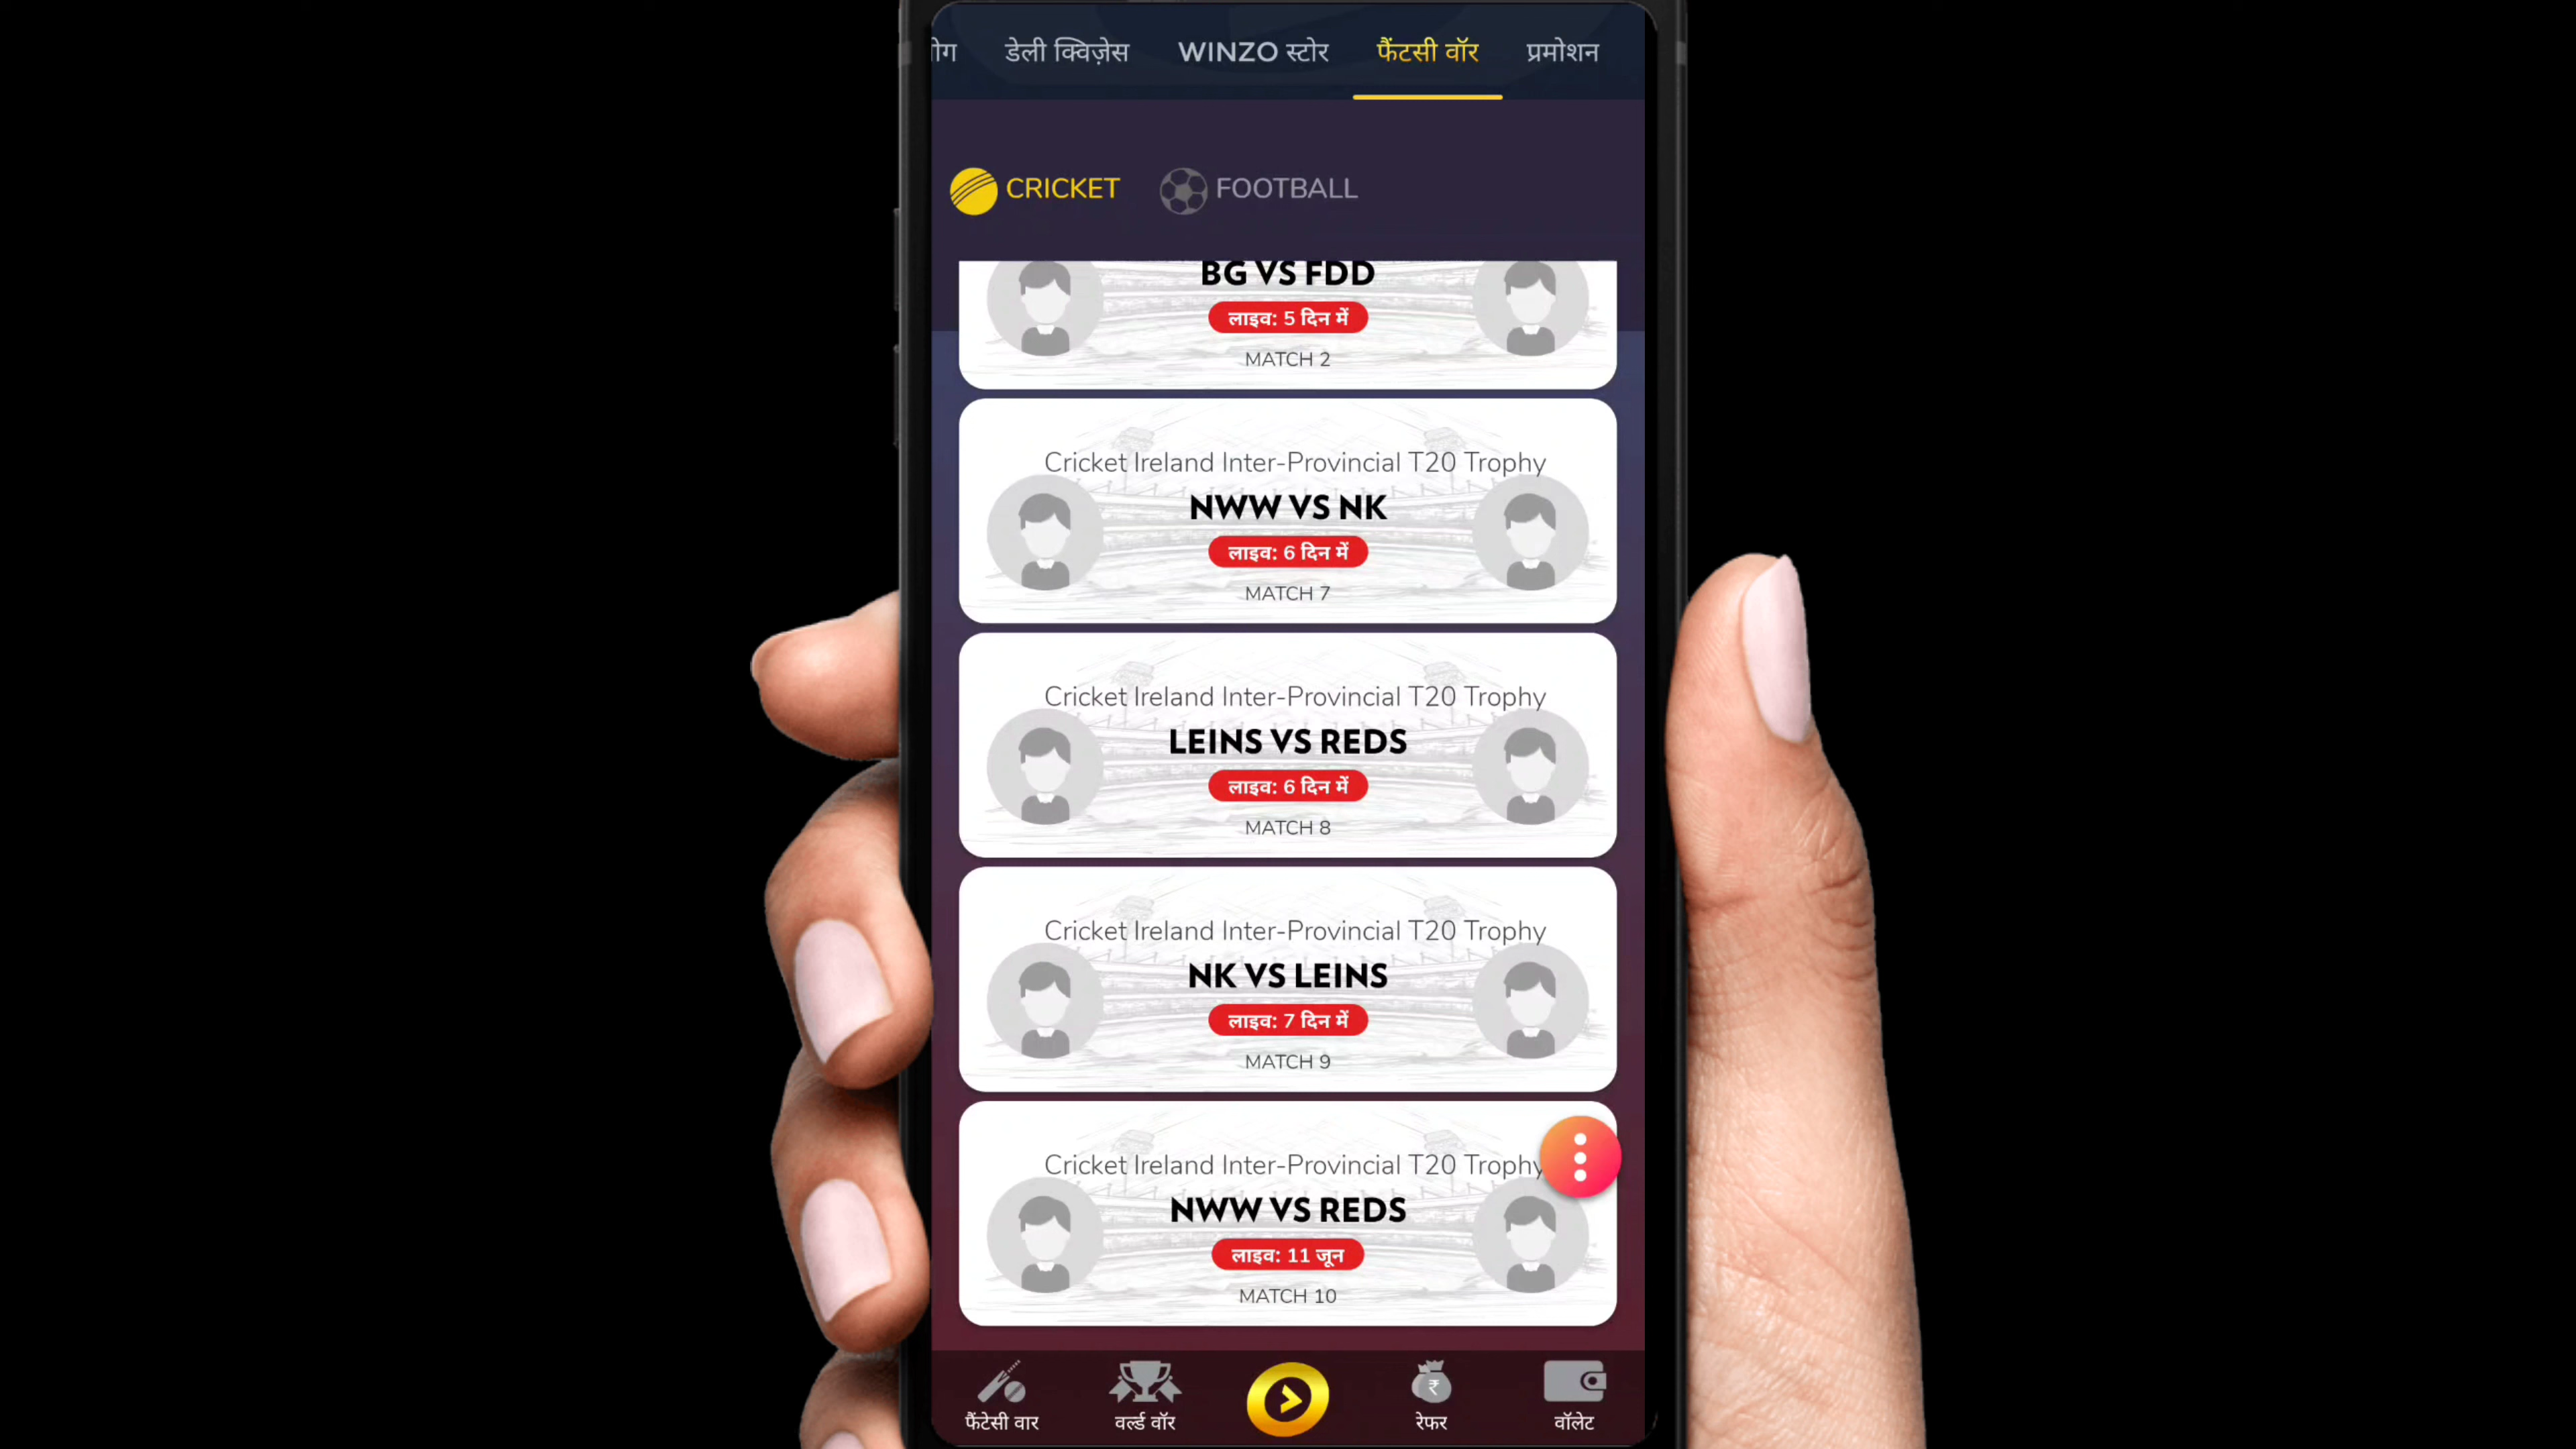 डेली क्विज़ेस
WINZO स्टोर
फैंटसी वॉर
प्रमोशन
CRICKET
FOOTBALL
BG VS FDD
लाइव: 5 दिन में
MATCH 2
Cricket Ireland Inter-Provincial T20 Trophy
NWW VS NK
लाइव: 6 दिन में
MATCH 7
Cricket Ireland Inter-Provincial T20 Trophy
LEINS VS REDS
लाइव: 6 दिन में
MATCH 8
Cricket Ireland Inter-Provincial T20 Trophy
NK VS LEINS
लाइव: 7 दिन में
MATCH 9
Cricket Ireland Inter-Provincial T20 Trophy
NWW VS REDS
लाइव: 11 जून
MATCH 10
फैंटेसी वार
वर्ल्ड वॉर
₹
रेफर
वॉलेट